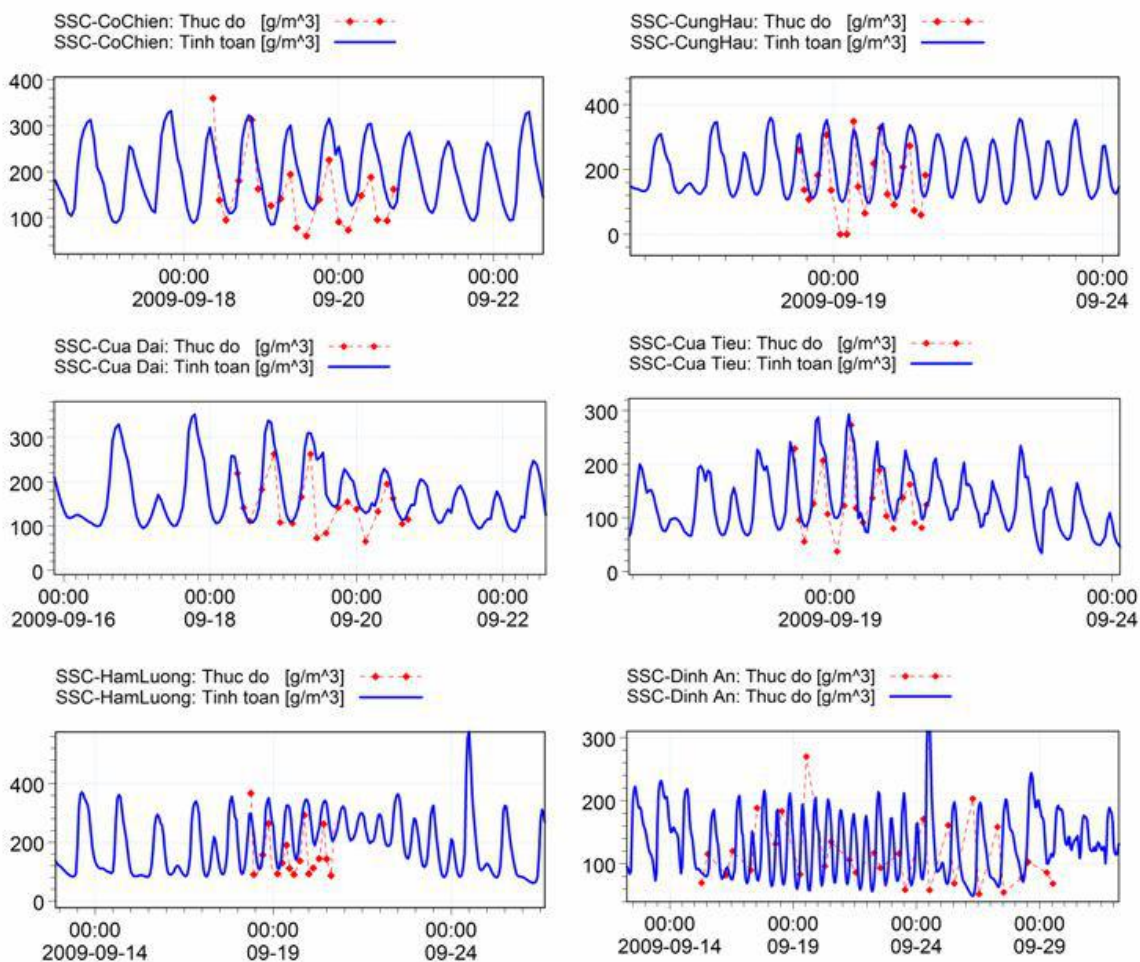 SSC-CoChien: Thuc do [g/m^3]
SSC-CoChien: Tinh toan [g/m^3]
400
300
200
100
00:00 00:00 00:00
2009-09-18 09-20 09-22
SSC-CungHau: Thuc do [g/m^3]
SSC-CungHau: Tinh toan [g/m^3]
400
200
0
00:00 00:00
2009-09-19 09-24
SSC-Cua Dai: Thuc do [g/m^3]
SSC-Cua Dai: Tinh toan [g/m^3]
300
200
100
0
00:00 00:00 00:00 00:00
2009-09-16 09-18 09-20 09-22
SSC-Cua Tieu: Thuc do [g/m^3]
SSC-Cua Tieu: Tinh toan [g/m^3]
300
200
100
0
00:00 00:00
2009-09-19 09-24
SSC-HamLuong: Thuc do [g/m^3]
SSC-HamLuong: Tinh toan [g/m^3]
400
200
0
00:00 00:00 00:00
2009-09-14 09-19 09-24
SSC-Dinh An: Thuc do [g/m^3]
SSC-Dinh An: Thuc do [g/m^3]
300
200
100
00:00 00:00 00:00 00:00
2009-09-14 09-19 09-24 09-29